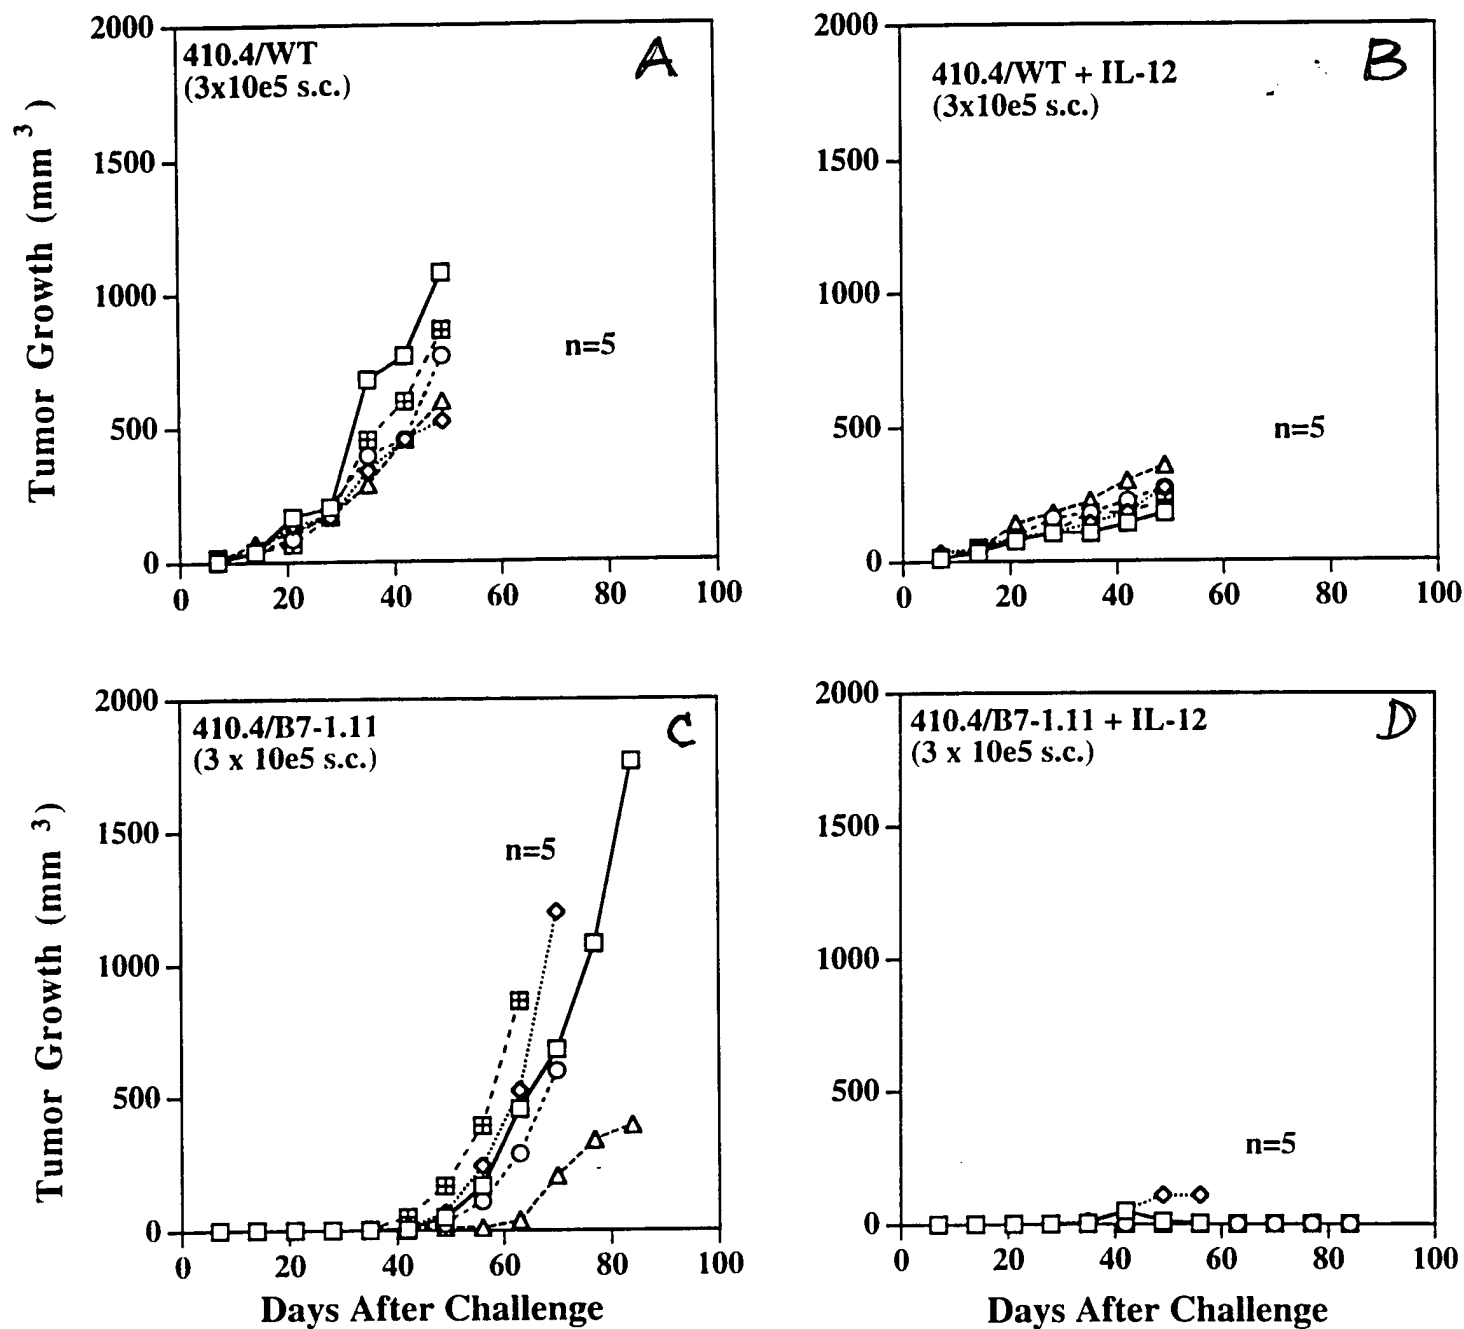 2000
1500
1000
500
0
0 20 40 60 80 100
Tumor Growth (mm 3)
410.4/WT
(3x10e5 s.c.)
A
n=5
2000
1500
1000
500
0
0 20 40 60 80 100
410.4/WT + IL-12
(3x10e5 s.c.)
B
n=5
2000
1500
1000
500
0
0 20 40 60 80 100
Tumor Growth (mm 3)
Days After Challenge
410.4/B7-1.11
(3 x 10e5 s.c.)
C
n=5
2000
1500
1000
500
0
0 20 40 60 80 100
Days After Challenge
410.4/B7-1.11 + IL-12
(3 x 10e5 s.c.)
D
n=5